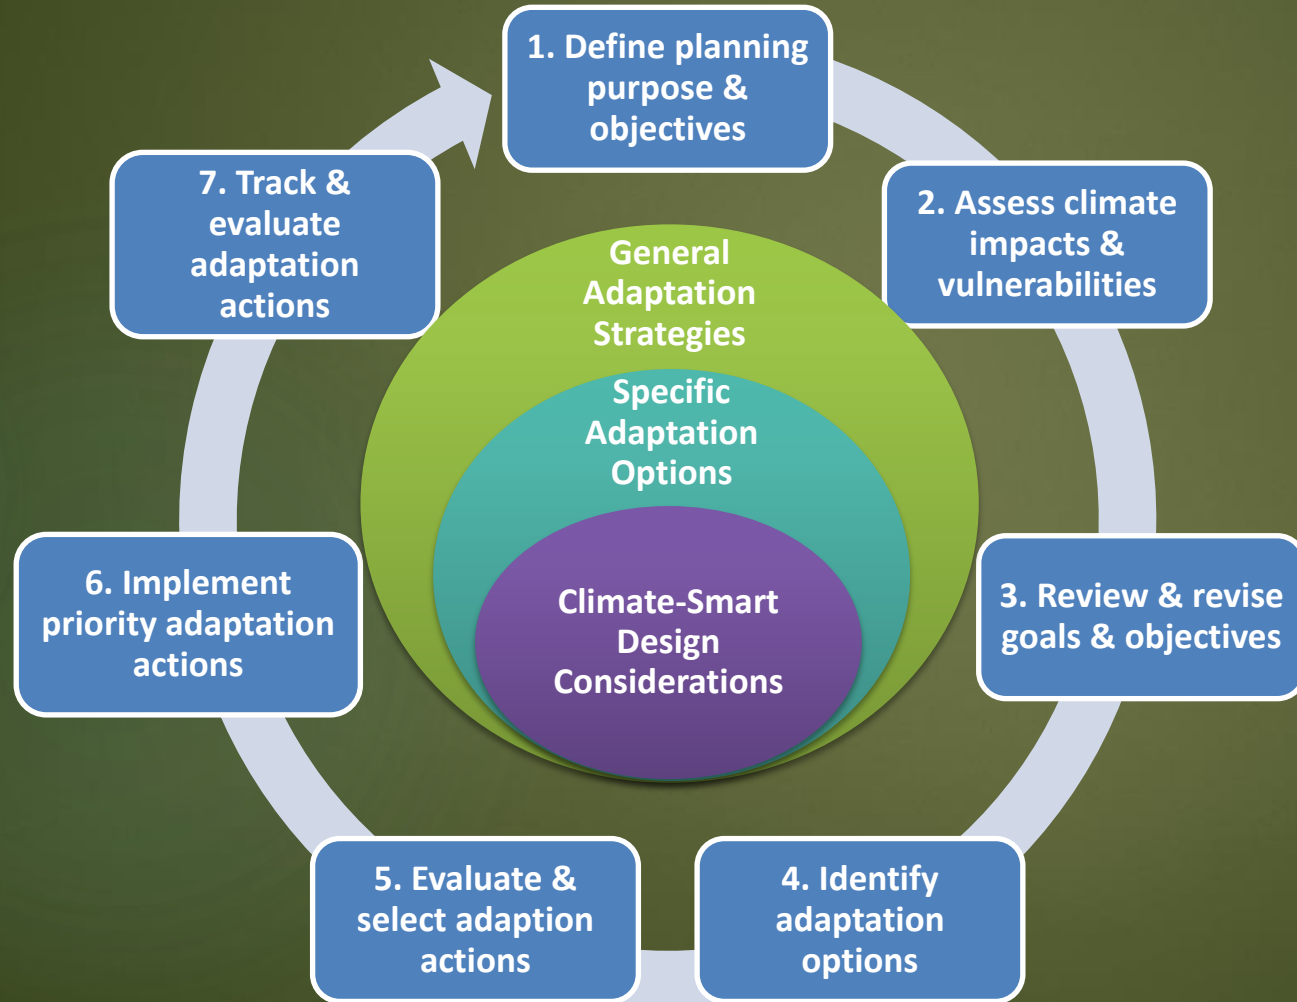 1. Define planning
purpose &
objectives
2. Assess climate
impacts &
vulnerabilities
3. Review & revise
goals & objectives
4. Identify
adaptation
options
5. Evaluate &
select adaption
actions
6. Implement
priority adaptation
actions
7. Track &
evaluate
adaptation
actions
General
Adaptation
Strategies
Specific
Adaptation
Options
Climate-Smart
Design
Considerations